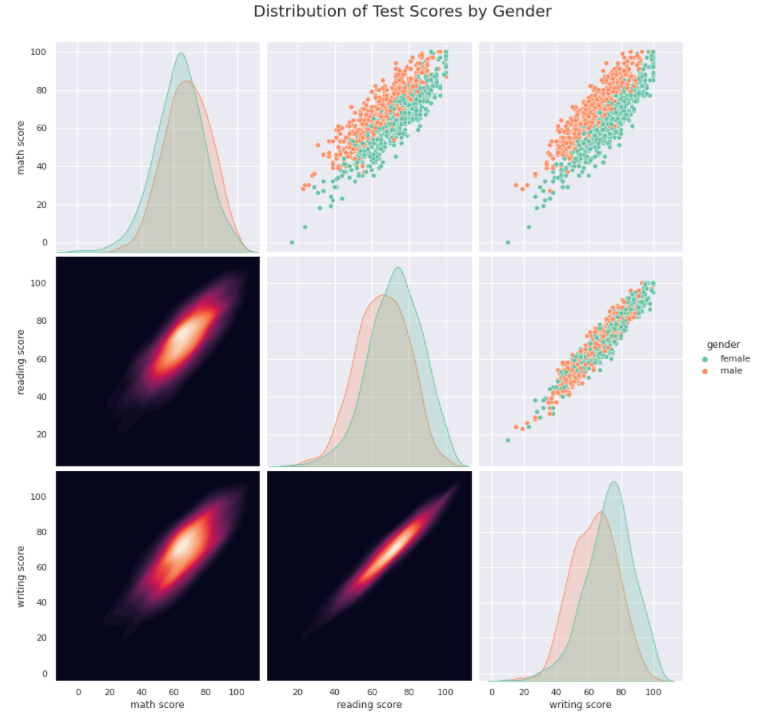 Distribution of Test Scores by Gender
100
80
60
40
20
0
math score
100
80
60
40
20
reading score
gender
female
male
100
80
60
40
20
0
writing score
0 20 40 60 80 100
20 40 60 80 100
0 20 40 60 80 100
math score
reading score
writing score